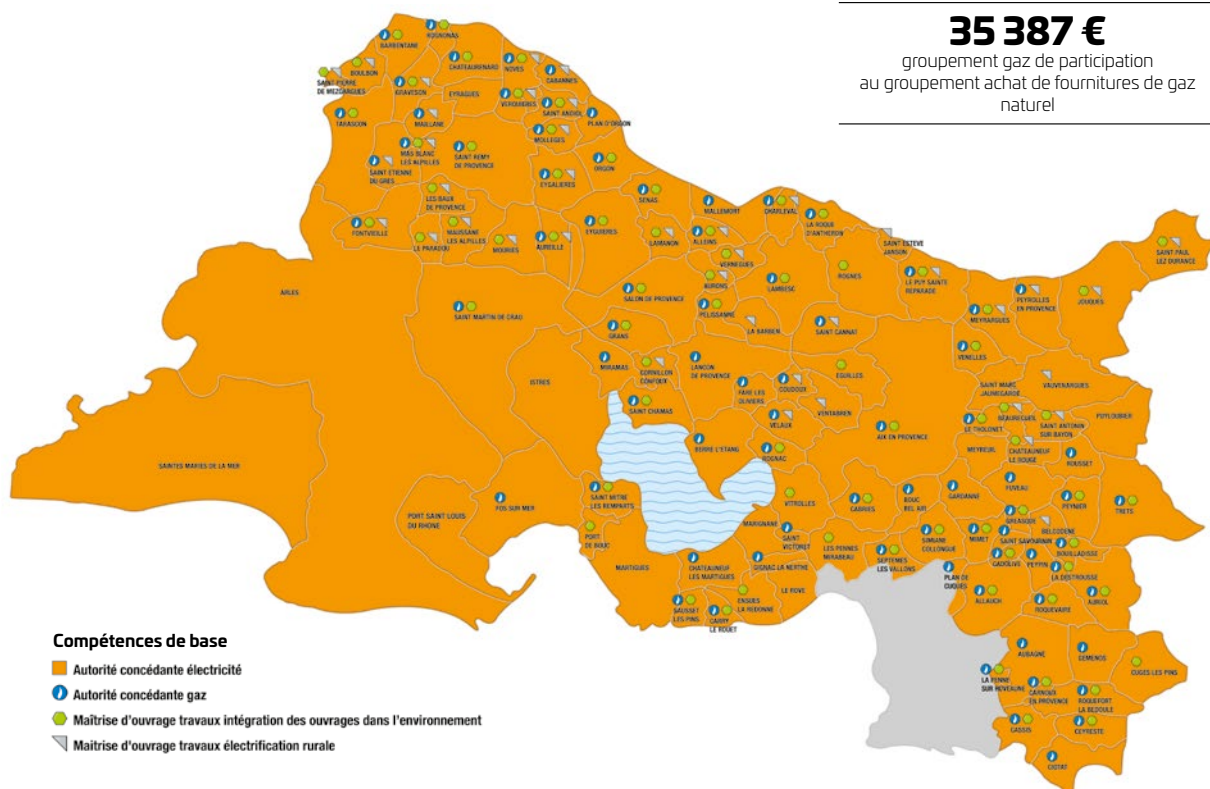 35 387 €
groupement gaz de participation
au groupement achat de fournitures de gaz
naturel
ROGNONAS
BARBENTANE
CHATEAURENARD
NOVES
CABANNES
BOULBON
SAINT PIERRE
DE MEZOARGUES
GRAVESON
EYRAGUES
VERQUIERES
SAINT ANDIOL
PLAN D'ORGON
TARASCON
MAILLANE
MOLLEGES
MAS BLANC
LES ALPILLES
SAINT REMY
DE PROVENCE
ORGON
SAINT ETIENNE
DU GRES
EYGALIERES
LES BAUX
DE PROVENCE
SENAS
MALLEMORT
CHARLEVAL
LA ROQUE
D'ANTHERON
FONTVIEILLE
MAUSSANE
LES ALPILLES
LE PARADOU
MOURIES
AUREILLE
EYGUIERES
LAMANON
ALLEINS
VERNEGUES
SAINT ESTEVE
JANSON
SAINT PAUL
LEZ DURANCE
ARLES
AURONS
LAMBESC
ROGNES
LE PUY SAINTE
REPARADE
PEYROLLES
EN PROVENCE
JOUQUES
SALON DE PROVENCE
PELISSANNE
MEYRARGUES
SAINT MARTIN DE CRAU
GRANS
LA BARBEN
SAINT CANNAT
VENELLES
MIRAMAS
CORNILLON
CONFOUX
LANCON
DE PROVENCE
EGUILLES
ISTRES
FARE LES
OLIVIERS
COUDOUX
SAINT MARC
JAUMEGARDE
VAUVENARGUES
SAINT CHAMAS
VELAUX
VENTABREN
LE THOLONET
BEAURECUEIL
SAINT ANTONIN
SUR BAYON
PUYLOUBIER
AIX EN PROVENCE
BERRE L'ETANG
ROGNAC
MEYREUIL
CHATEAUNEUF
LE ROUGE
ROUSSET
SAINTES MARIES DE LA MER
SAINT MITRE
LES REMPARTS
FOS SUR MER
VITROLLES
CABRIES
BOUC
BEL AIR
GARDANNE
FUVEAU
PEYNIER
TRETS
PORT SAINT LOUIS
DU RHONE
PORT
DE BOUC
MARIGNANE
SAINT
VICTORET
LES PENNES
MIRABEAU
SEPTEMES
LES VALLONS
SIMIANE
COLLONGUE
MIMET
GREASQUE
SAINT SAVOURNIN
BELCODENE
BOUILLADISSE
MARTIGUES
CHATEAUNEUF
LES MARTIGUES
GIGNAC LA NERTHE
PLAN DE
CUQUES
CADOLIVE
PEYPIN
LA DESTROUSSE
ENSUES
LA REDONNE
LE ROVE
ALLAUCH
ROQUEVAIRE
AURIOL
SAUSSET
LES PINS
CARRY
LE ROUET
AUBAGNE
GEMENOS
CUGES LES PINS
LA PENNE
SUR HUVEAUNE
CARNOUX
EN PROVENCE
ROQUEFORT
LA BEDOULE
CASSIS
CEYRESTE
CIOTAT
Compétences de base
Autorité concédante électricité
Autorité concédante gaz
Maîtrise d'ouvrage travaux intégration des ouvrages dans l'environnement
Maitrise d'ouvrage travaux électrification rurale